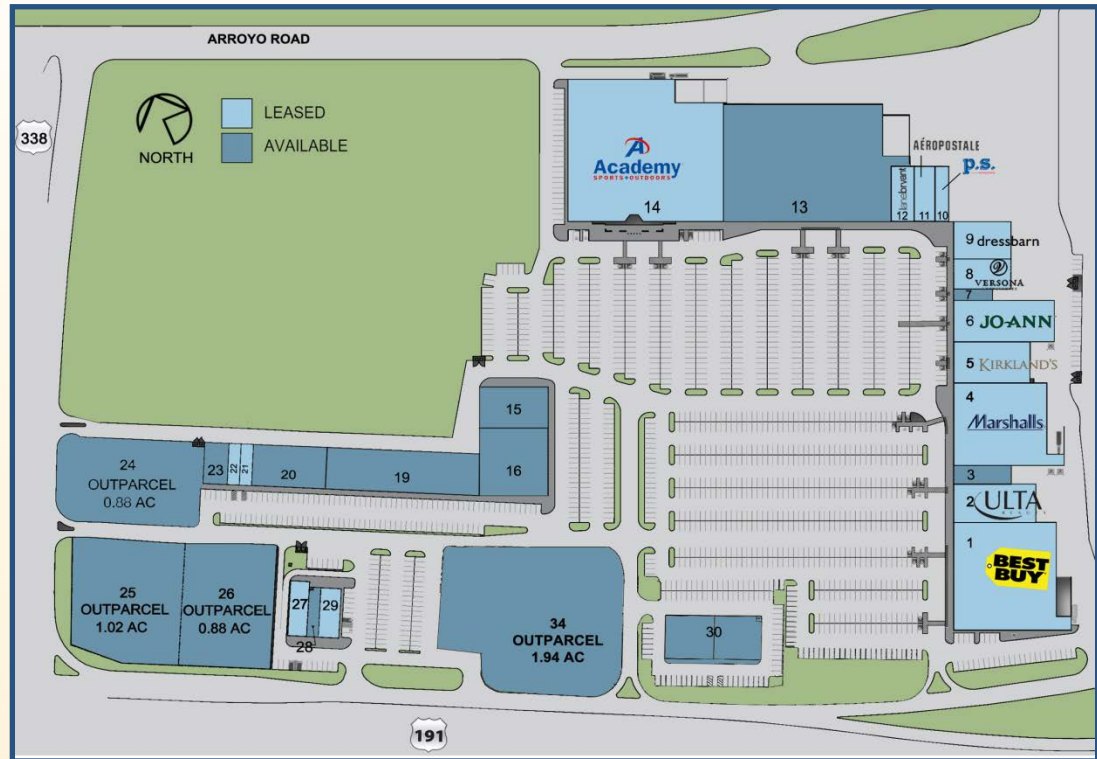 ARROYO ROAD
338
NORTH
LEASED
AVAILABLE
Academy
SPORTS+OUTDOORS
14
13
AÉROPOSTALE
p.s.
lanebryant
12
11
10
9 dressbarn
8 VERSONA
7
6 JO-ANN
5 KIRKLAND'S
4
Marshalls
3
2 ULTA
1
BEST
BUY
15
16
24
OUTPARCEL
0.88 AC
23
22
21
20
19
25
OUTPARCEL
1.02 AC
26
OUTPARCEL
0.88 AC
27
28
29
34
OUTPARCEL
1.94 AC
30
191